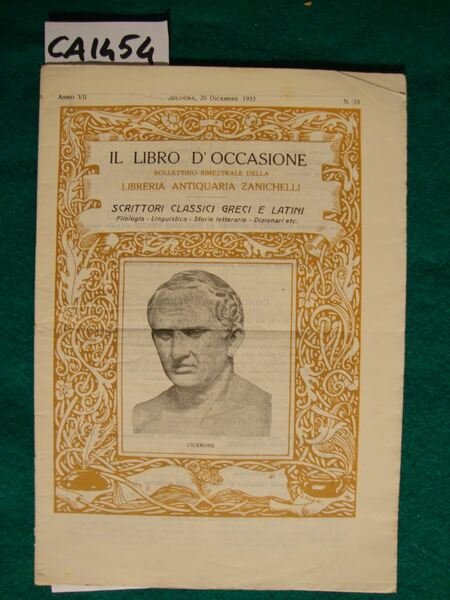 CA1454
Anno VII
Bologna, 20 Dicembre 1932
N. 33
IL LIBRO D'OCCASIONE
BOLLETTINO BIMESTRALE DELLA
LIBRERIA ANTIQUARIA ZANICHELLI
SCRITTORI CLASSICI GRECI E LATINI
Filologia - Linguistica - Storie letterarie - Dizionari etc.
CICERONE